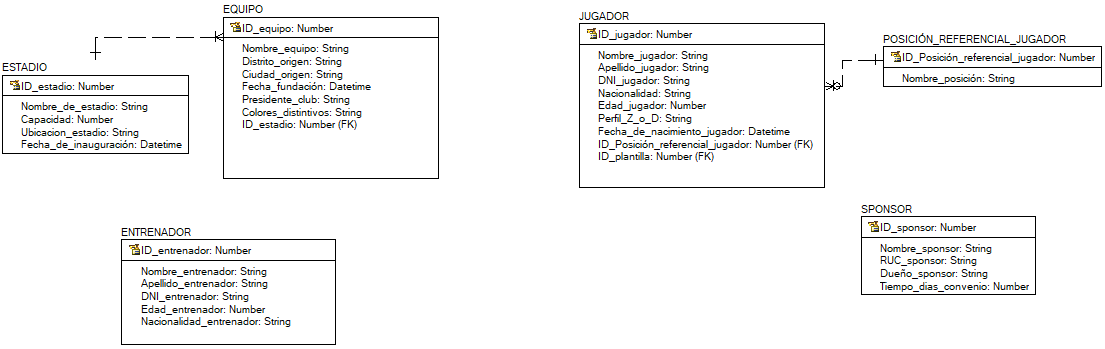 EQUIPO
ID_equipo: Number
Nombre_equipo: String
Distrito_origen: String
Ciudad_origen: String
Fecha_fundación: Datetime
Presidente_club: String
Colores_distintivos: String
ID_estadio: Number (FK)
JUGADOR
ID_jugador: Number
Nombre_jugador: String
Apellido_jugador: String
DNI_jugador: String
Nacionalidad: String
Edad_jugador: Number
Perfil_Z_o_D: String
Fecha_de_nacimiento_jugador: Datetime
ID_Posición_referencial_jugador: Number (FK)
ID_plantilla: Number (FK)
POSICIÓN_REFERENCIAL_JUGADOR
ID_Posición_referencial_jugador: Number
Nombre_posición: String
ESTADIO
ID_estadio: Number
Nombre_de_estadio: String
Capacidad: Number
Ubicacion_estadio: String
Fecha_de_inauguración: Datetime
ENTRENADOR
ID_entrenador: Number
Nombre_entrenador: String
Apellido_entrenador: String
DNI_entrenador: String
Edad_entrenador: Number
Nacionalidad_entrenador: String
SPONSOR
ID_sponsor: Number
Nombre_sponsor: String
RUC_sponsor: String
Dueño_sponsor: String
Tiempo_dias_convenio: Number